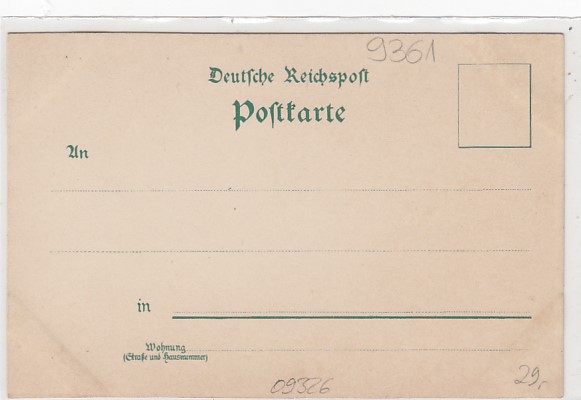 9361
Deutsche Reichspost
Postkarte
An
in
Wohnung
(Straße und Hausnummer)
09326
29,